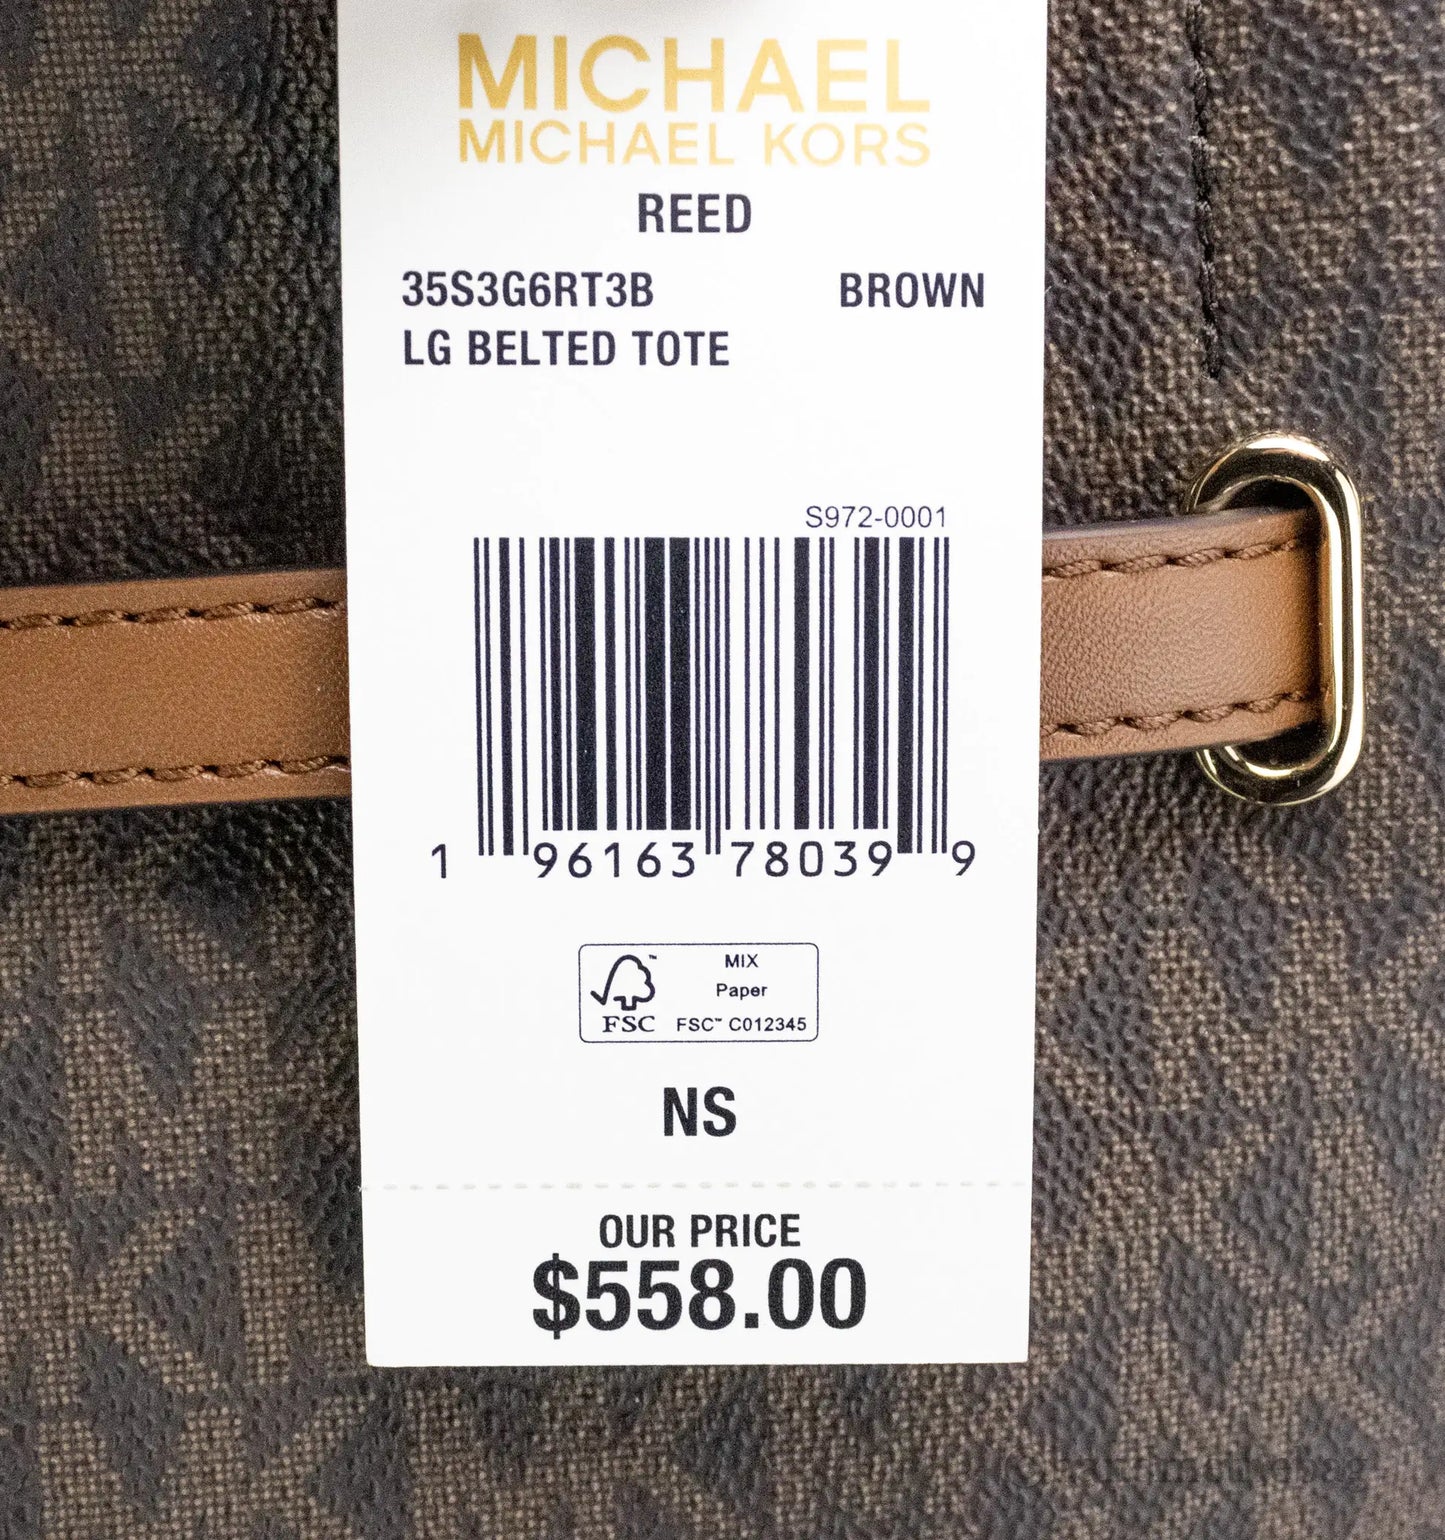 MICHAEL
MICHAEL KORS
REED
35S3G6RT3B BROWN
LG BELTED TOTE
S972-0001
1 96163 78039 9
MIX
Paper
FSC™ C012345
FSC
NS
OUR PRICE
$558.00